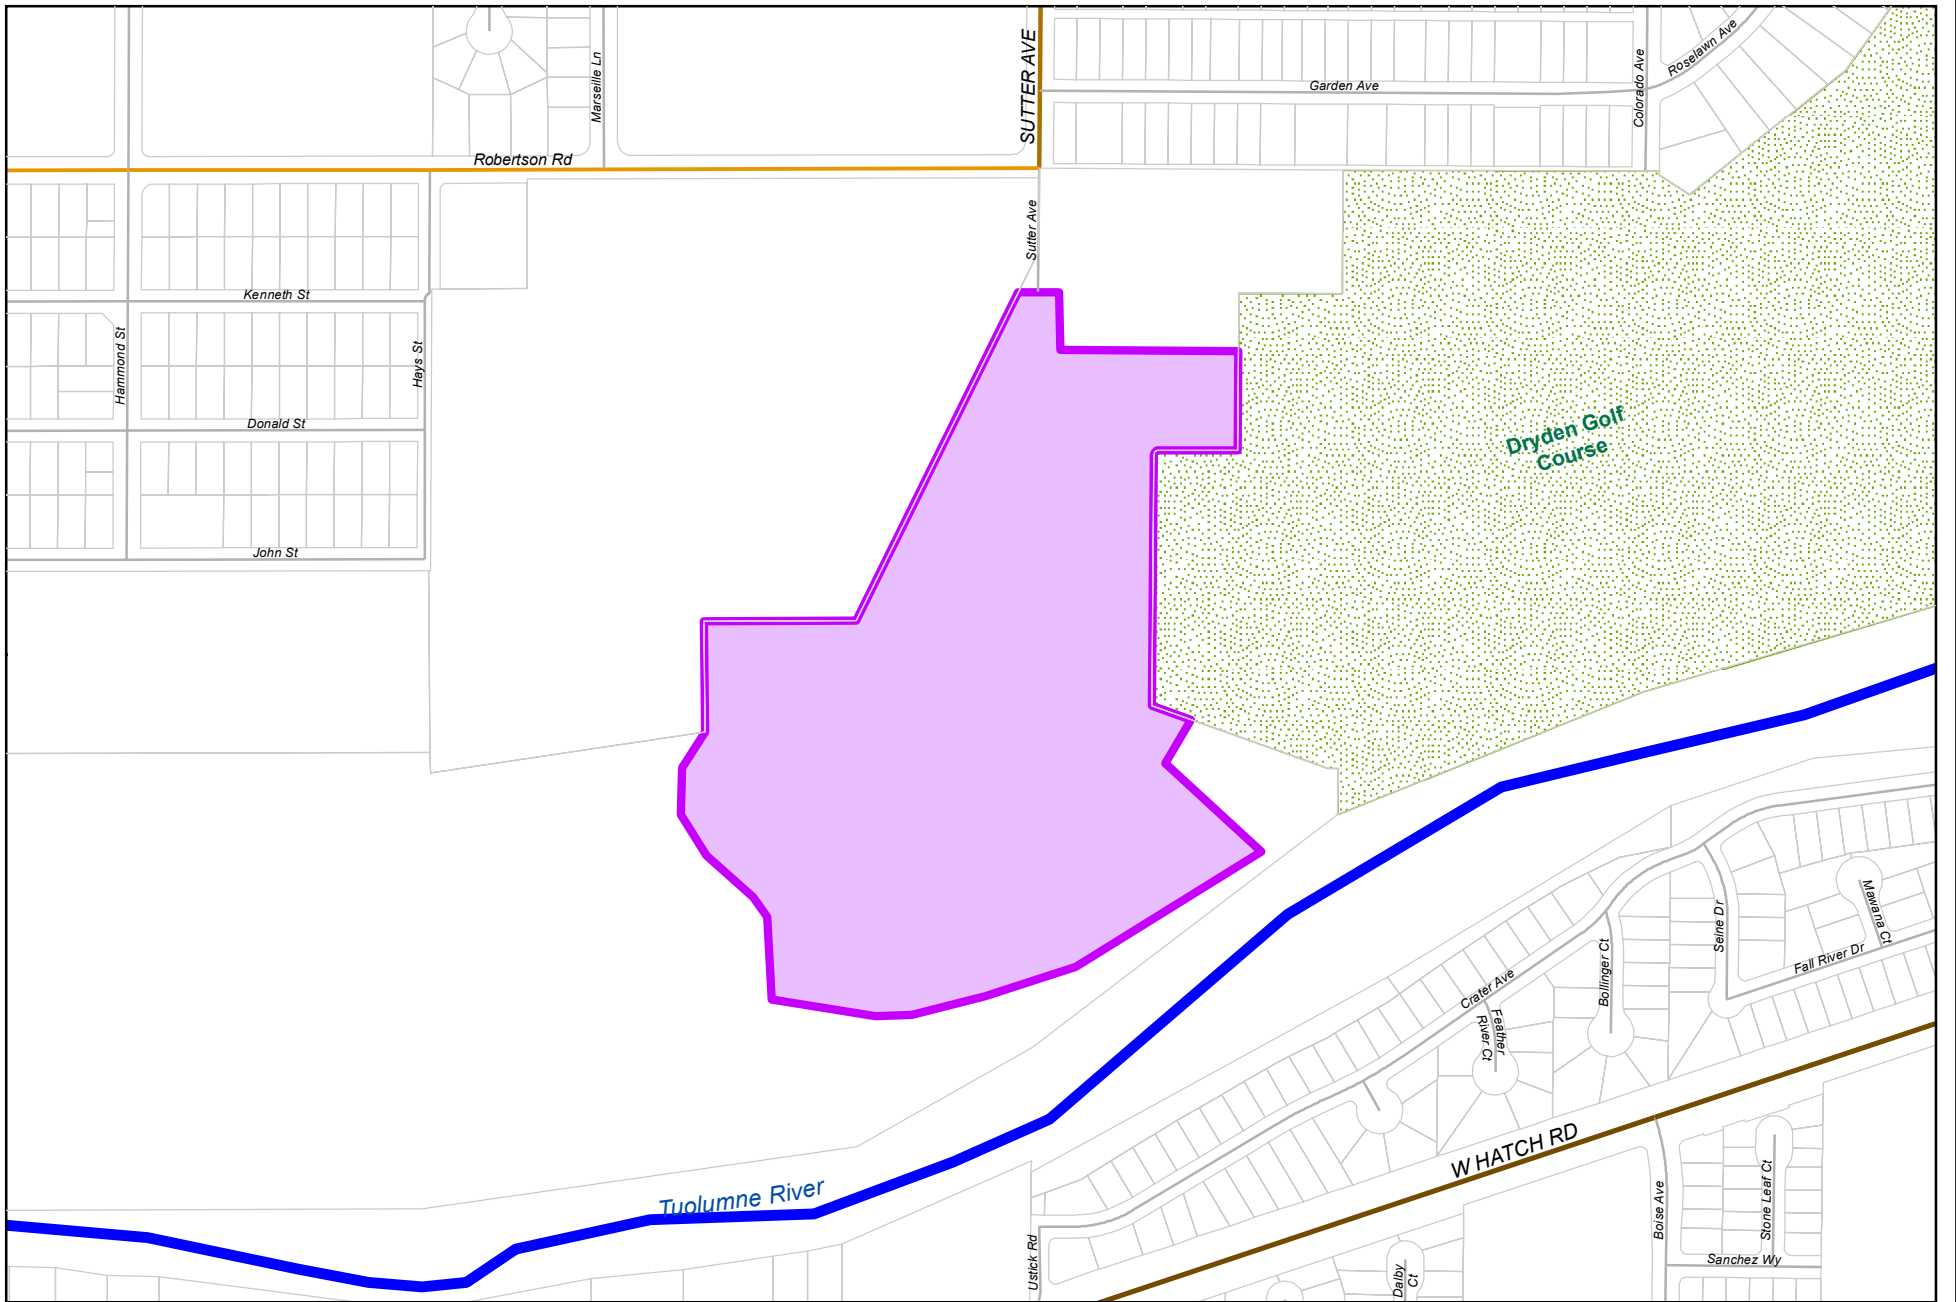 Marseille Ln
SUTTER AVE
Garden Ave
Colorado Ave
Roselawn Ave
Robertson Rd
Sutter Ave
Kenneth St
Hammond St
Hays St
Donald St
John St
Dryden Golf
Course
Mawana Ct
Seine Dr
Fall River Dr
Bollinger Ct
Crater Ave
Feather
River Ct
W HATCH RD
Tuolumne River
Ustick Rd
Boise Ave
Stone Leaf Ct
Sanchez Wy
Dalby
Ct